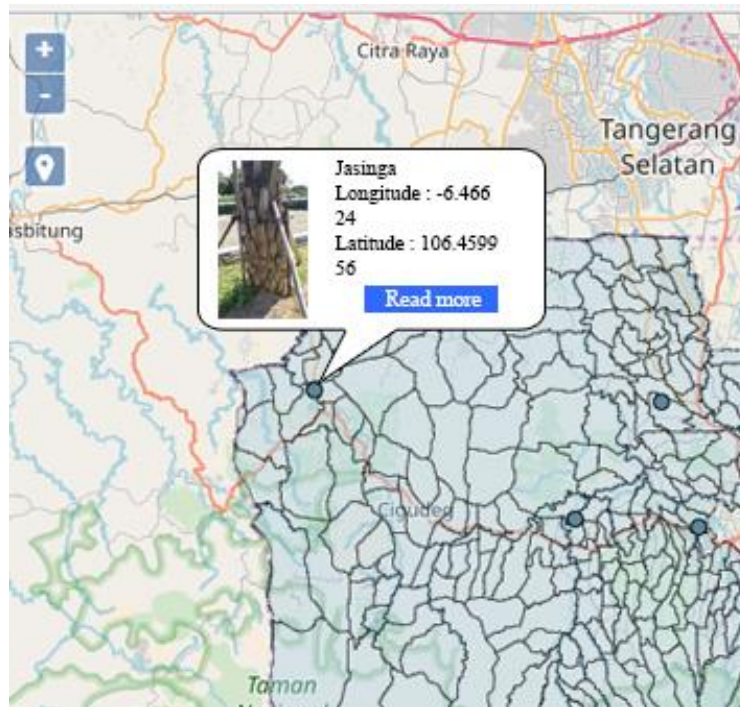 +
-
Citra Raya
Tangerang
Selatan
Jasinga
Longitude : -6.466
24
Latitude : 106.4599
56
Read more
sbitung
Cigudeg
Taman